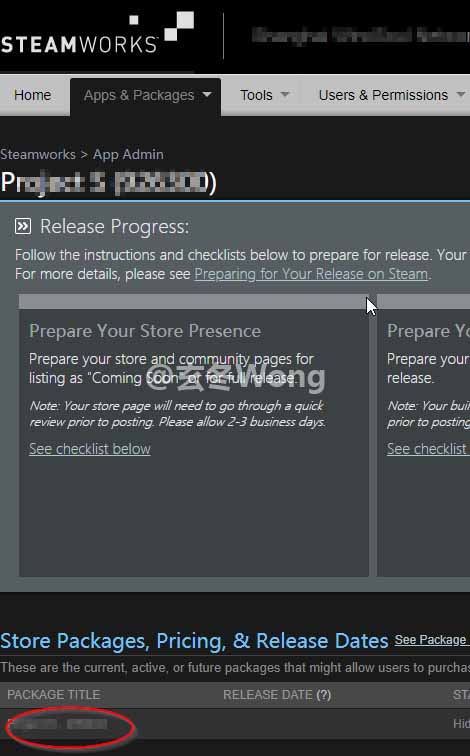 STEAMWORKS
Home Apps & Packages Tools Users & Permissions
Steamworks > App Admin
Release Progress:
Follow the instructions and checklists below to prepare for release. Your
For more details, please see Preparing for Your Release on Steam.
Prepare Your Store Presence
Prepare your store and community pages for
listing as "Coming Soon" or for full release.
Note: Your store page will need to go through a quick
review prior to posting. Please allow 2-3 business days.
See checklist below
Prepare Yo
Prepare your
release.
Note: Your buil
prior to posting
See checklist
@玄冬Wong
Store Packages, Pricing, & Release Dates See Package
These are the current, active, or future packages that might allow users to purchas
PACKAGE TITLE RELEASE DATE (?) STA
Hid